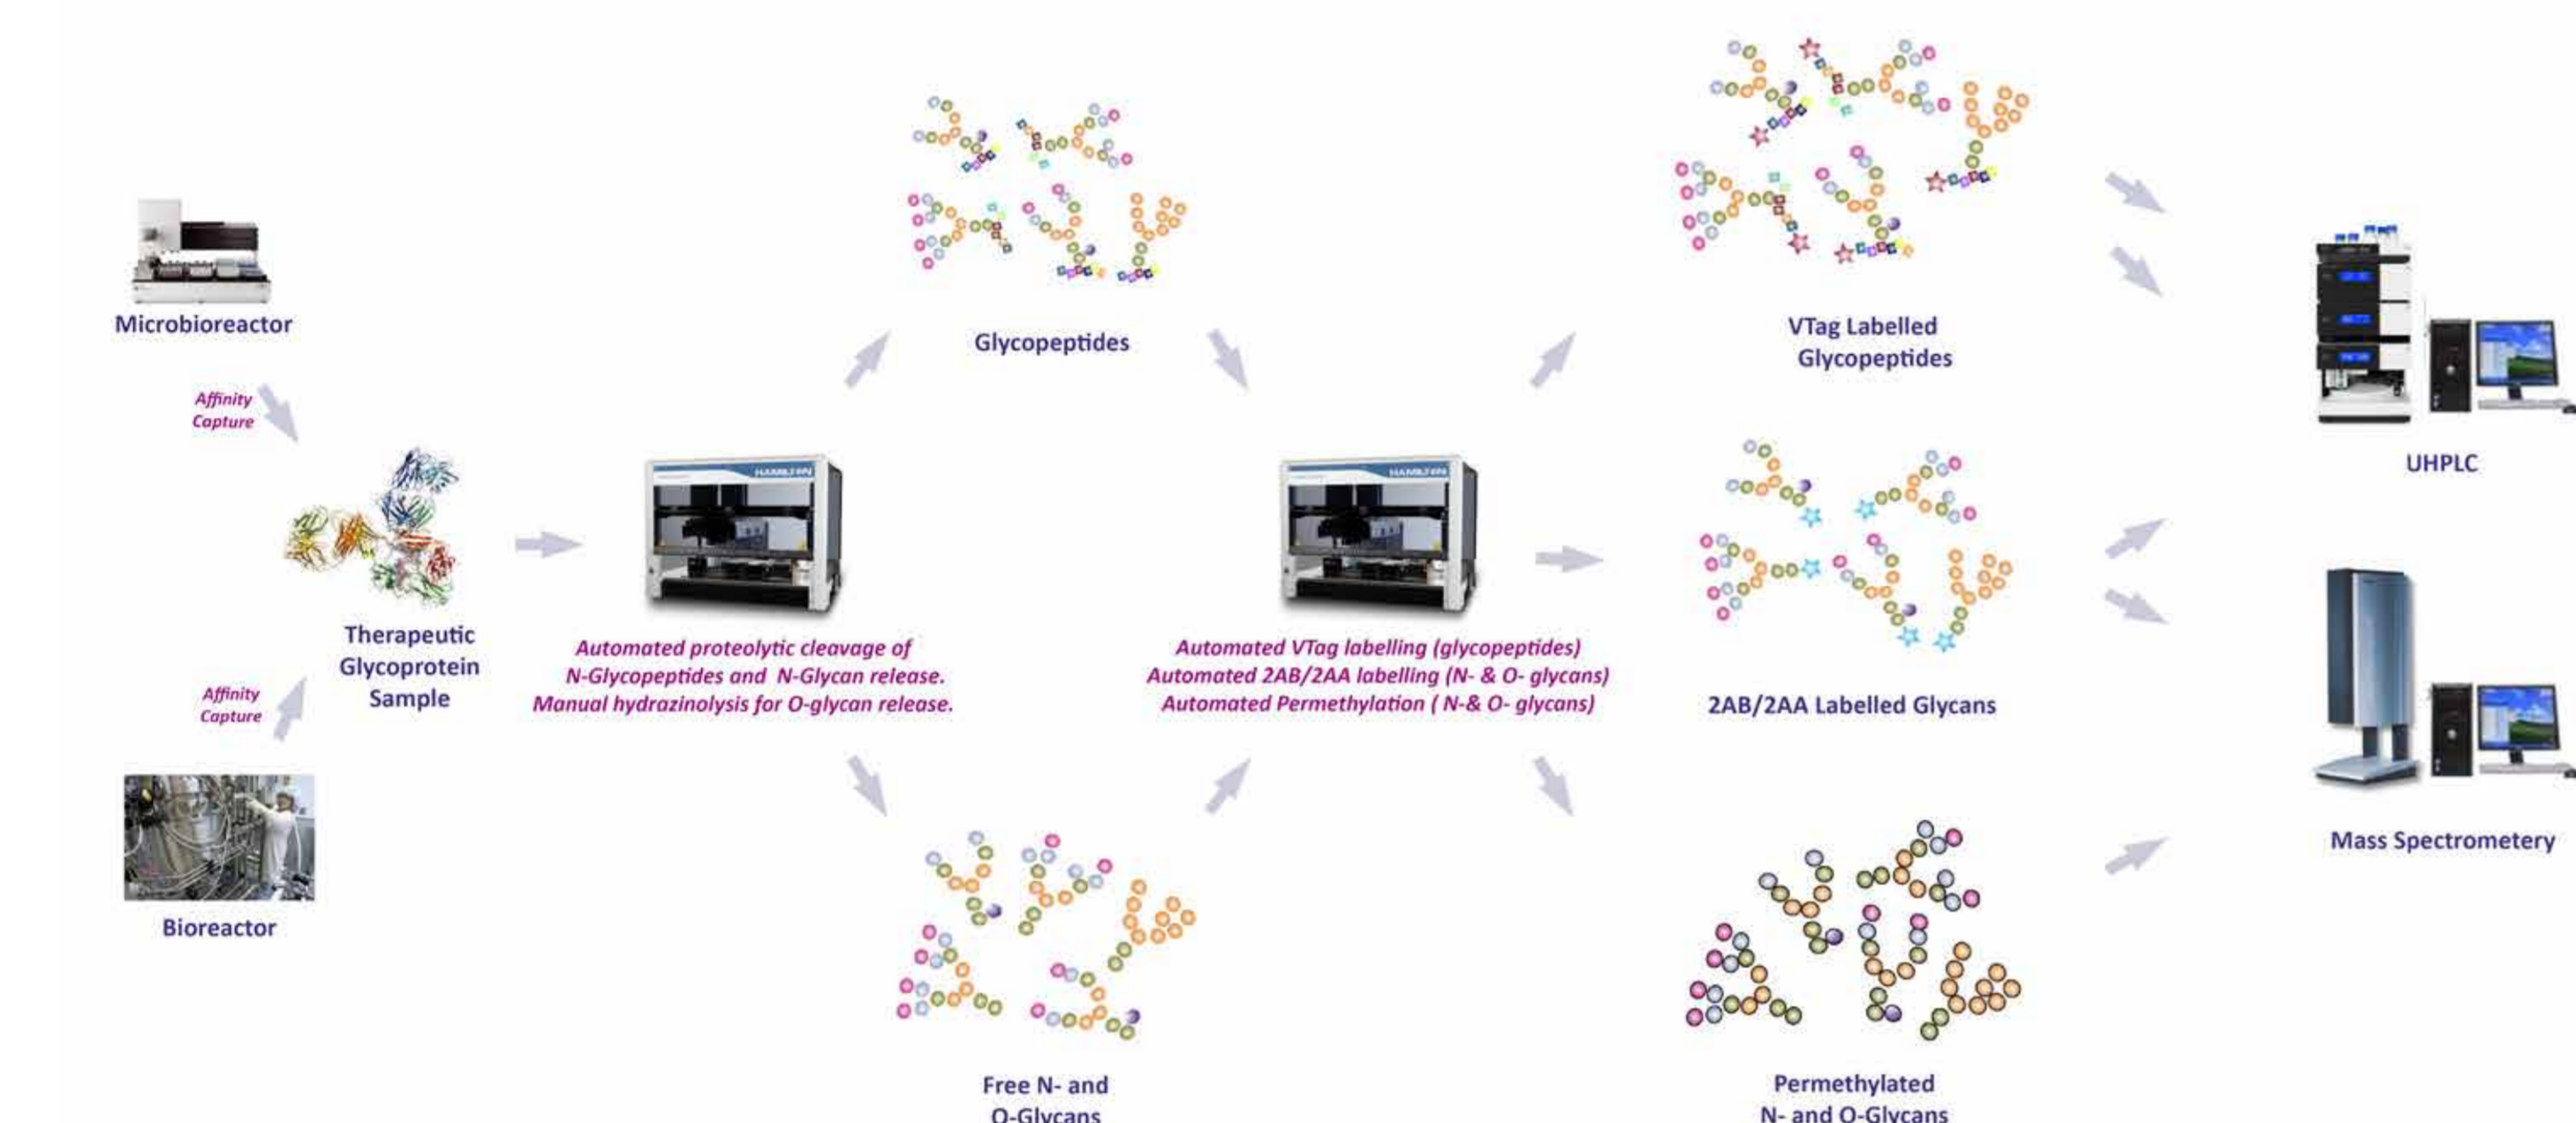 Microbioreactor
Affinity
Capture
Therapeutic
Glycoprotein
Sample
Affinity
Capture
Bioreactor
HAMILTON
Automated proteolytic cleavage of
N-Glycopeptides and N-Glycan release.
Manual hydrazinolysis for O-glycan release.
Glycopeptides
Free N- and
O-Glycans
HAMILTON
Automated VTag labelling (glycopeptides)
Automated 2AB/2AA labelling (N- & O- glycans)
Automated Permethylation ( N-& O- glycans)
VTag Labelled
Glycopeptides
2AB/2AA Labelled Glycans
Permethylated
N- and O-Glycans
UHPLC
Mass Spectrometery